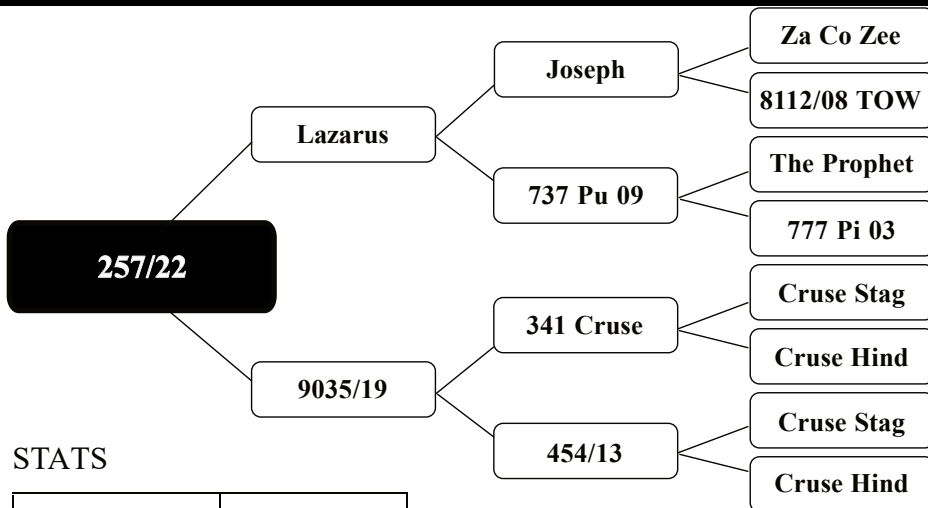 Za Co Zee
Joseph
8112/08 TOW
Lazarus
The Prophet
737 Pu 09
777 Pi 03
257/22
Cruse Stag
341 Cruse
Cruse Hind
9035/19
Cruse Stag
454/13
Cruse Hind
STATS